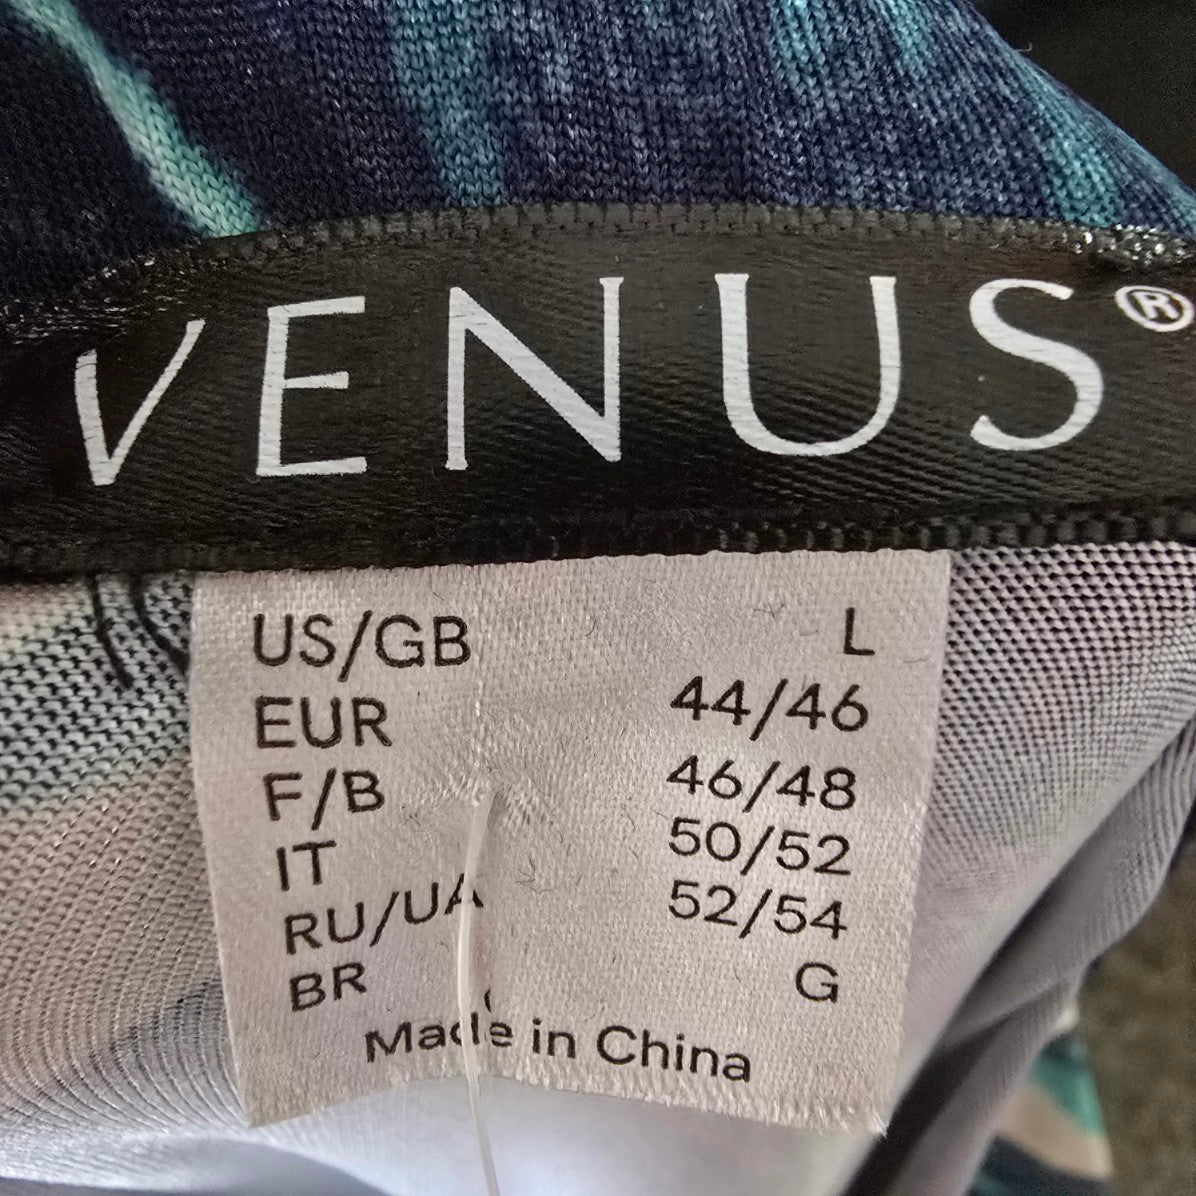 VENUS®
US/GB L
EUR 44/46
F/B 46/48
IT 50/52
RU/UA 52/54
BR G
Made in China